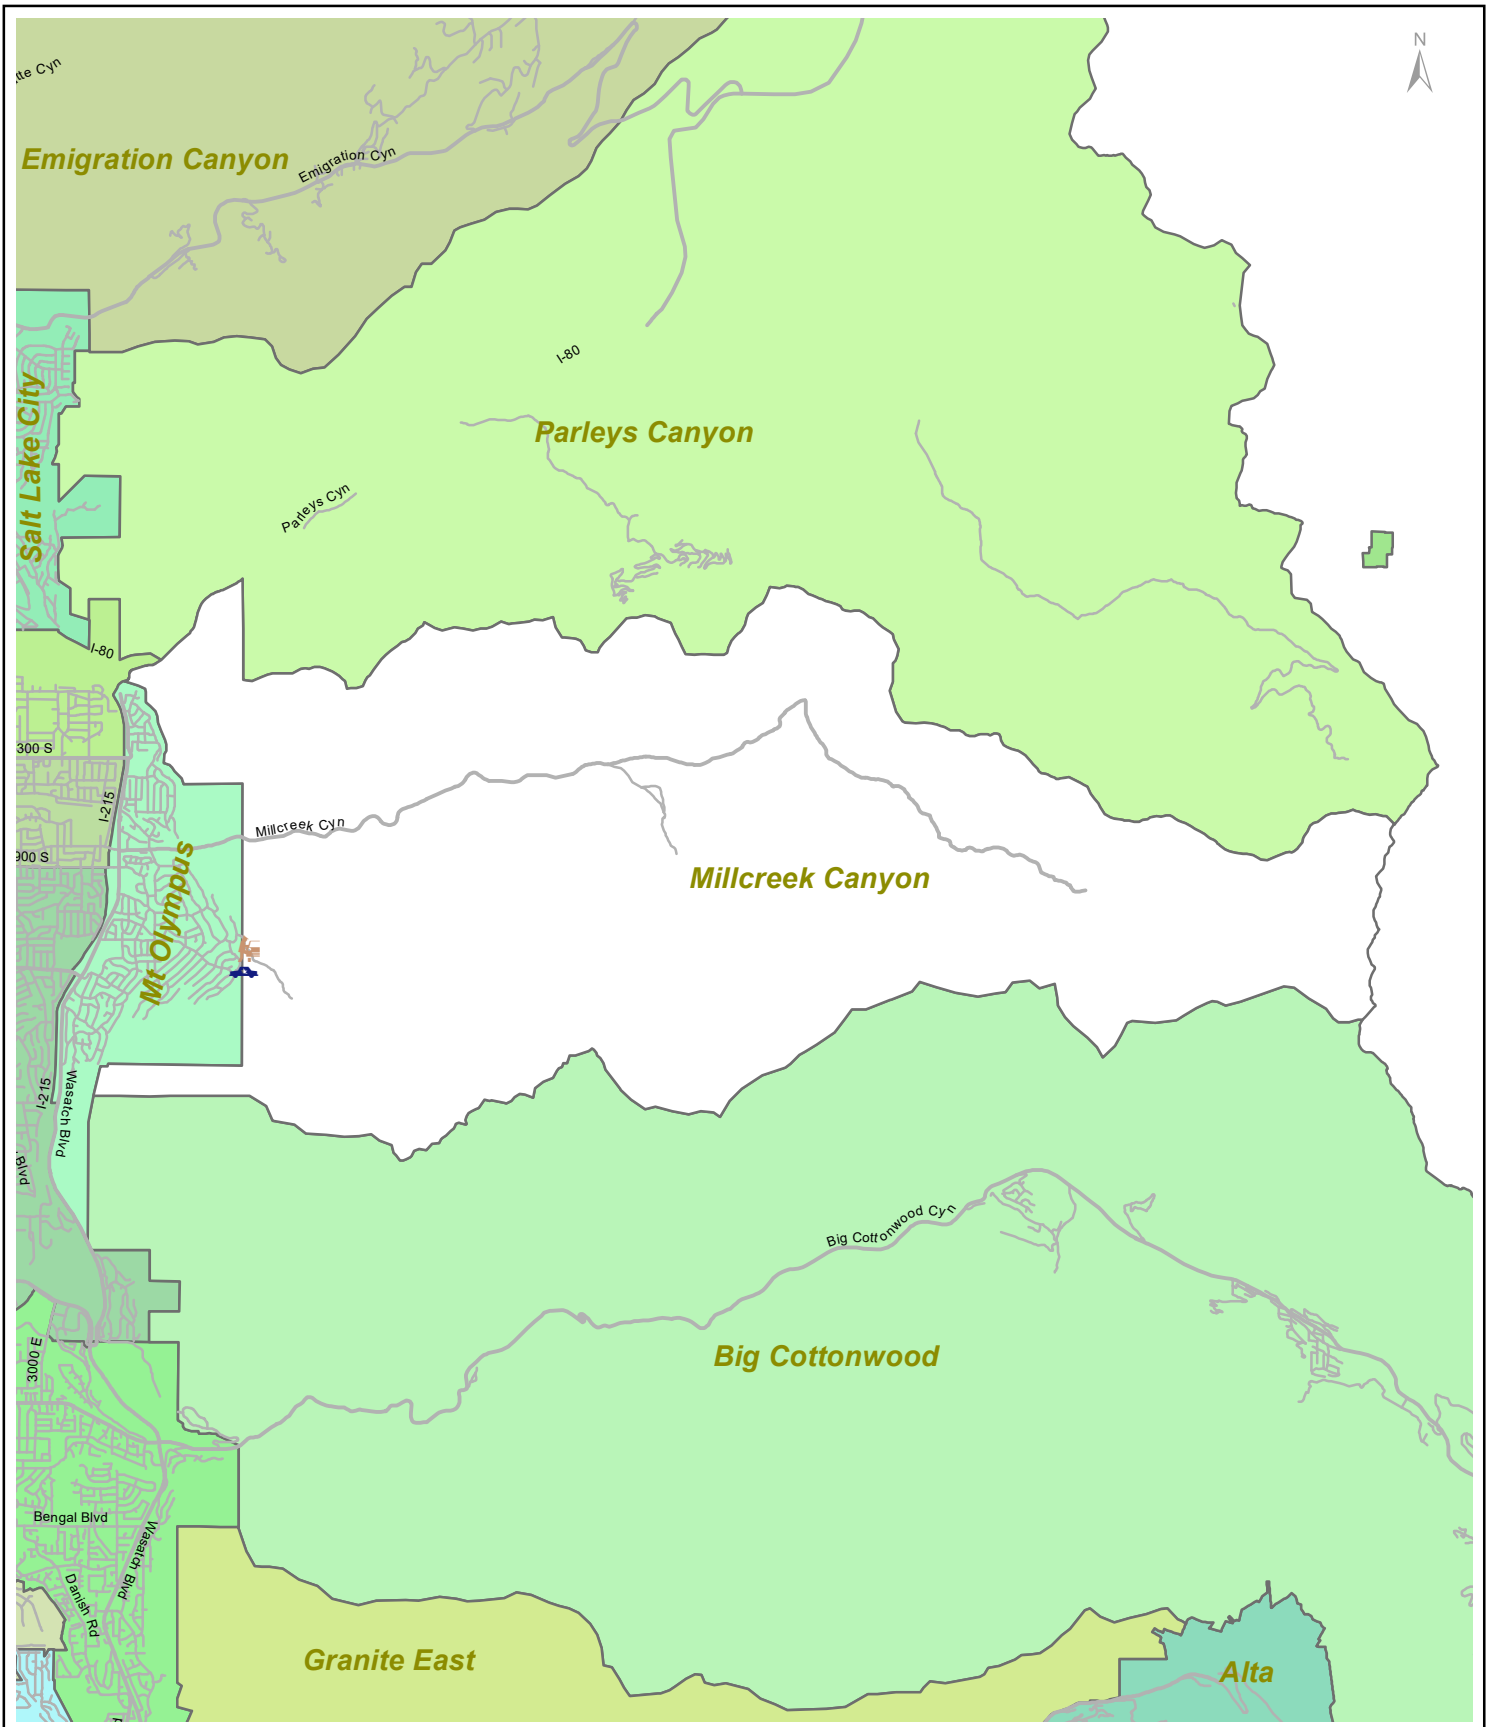 N
Emigration Canyon
Emigration Cyn
I-80
Salt Lake City
Parleys Canyon
Parleys Cyn
I-80
300 S
I-215
Millcreek Cyn
900 S
Mt Olympus
Millcreek Canyon
I-215
Wasatch Blvd
Blvd
Big Cottonwood Cyn
3000 E
Big Cottonwood
Bengal Blvd
Wasatch Blvd
Danish Rd
Granite East
Alta